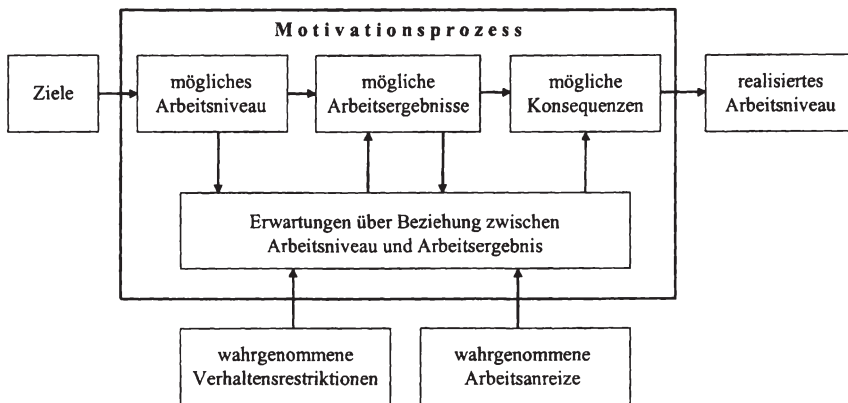 Motivationsprozess
Ziele
mögliches
Arbeitsniveau
mögliche
Arbeitsergebnisse
mögliche
Konsequenzen
realisiertes
Arbeitsniveau
Erwartungen über Beziehung zwischen
Arbeitsniveau und Arbeitsergebnis
wahrgenommene
Verhaltensrestriktionen
wahrgenommene
Arbeitsanreize